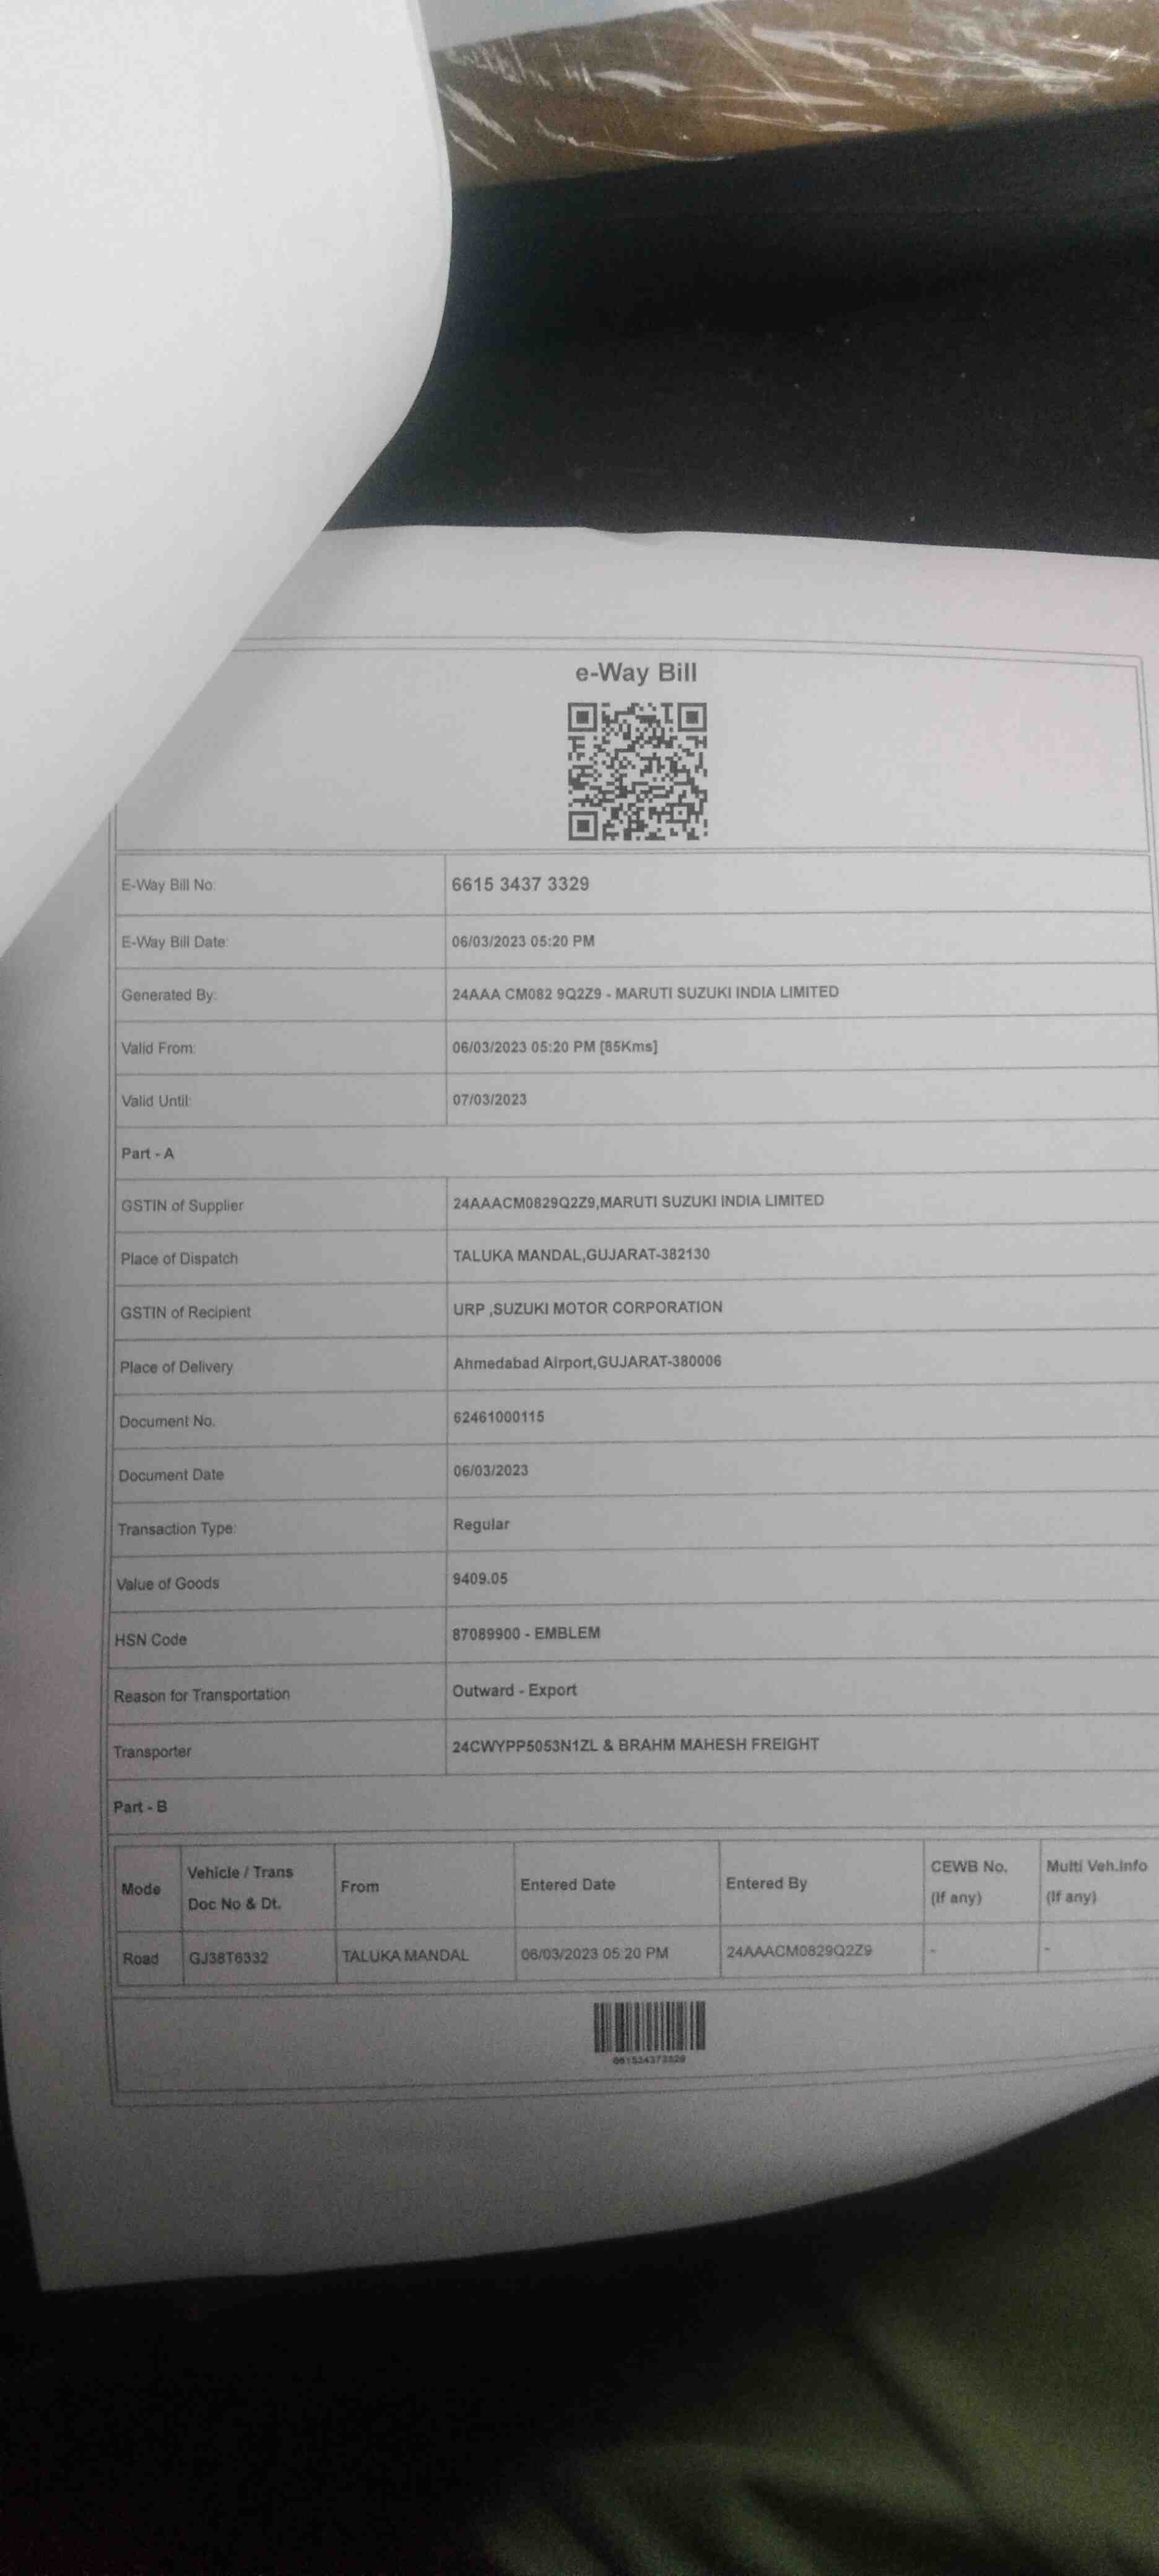 e-Way Bill
E-Way Bill No: 6615 3437 3329
E-Way Bill Date: 06/03/2023 05:20 PM
Generated By: 24AAA CM082 9Q2Z9 - MARUTI SUZUKI INDIA LIMITED
Valid From: 06/03/2023 05:20 PM [85Kms]
Valid Until: 07/03/2023
Part - A
GSTIN of Supplier 24AAACM0829Q2Z9,MARUTI SUZUKI INDIA LIMITED
Place of Dispatch TALUKA MANDAL,GUJARAT-382130
GSTIN of Recipient URP ,SUZUKI MOTOR CORPORATION
Place of Delivery Ahmedabad Airport,GUJARAT-380006
Document No. 62461000115
Document Date 06/03/2023
Transaction Type: Regular
Value of Goods 9409.05
HSN Code 87089900 - EMBLEM
Reason for Transportation Outward - Export
Transporter 24CWYPP5053N1ZL & BRAHM MAHESH FREIGHT
Part - B
Mode Vehicle / Trans Doc No & Dt. From Entered Date Entered By CEWB No. (If any) Multi Veh.Info (If any)
Road GJ38T6332 TALUKA MANDAL 06/03/2023 05:20 PM 24AAACM0829Q2Z9 - -
661534373329